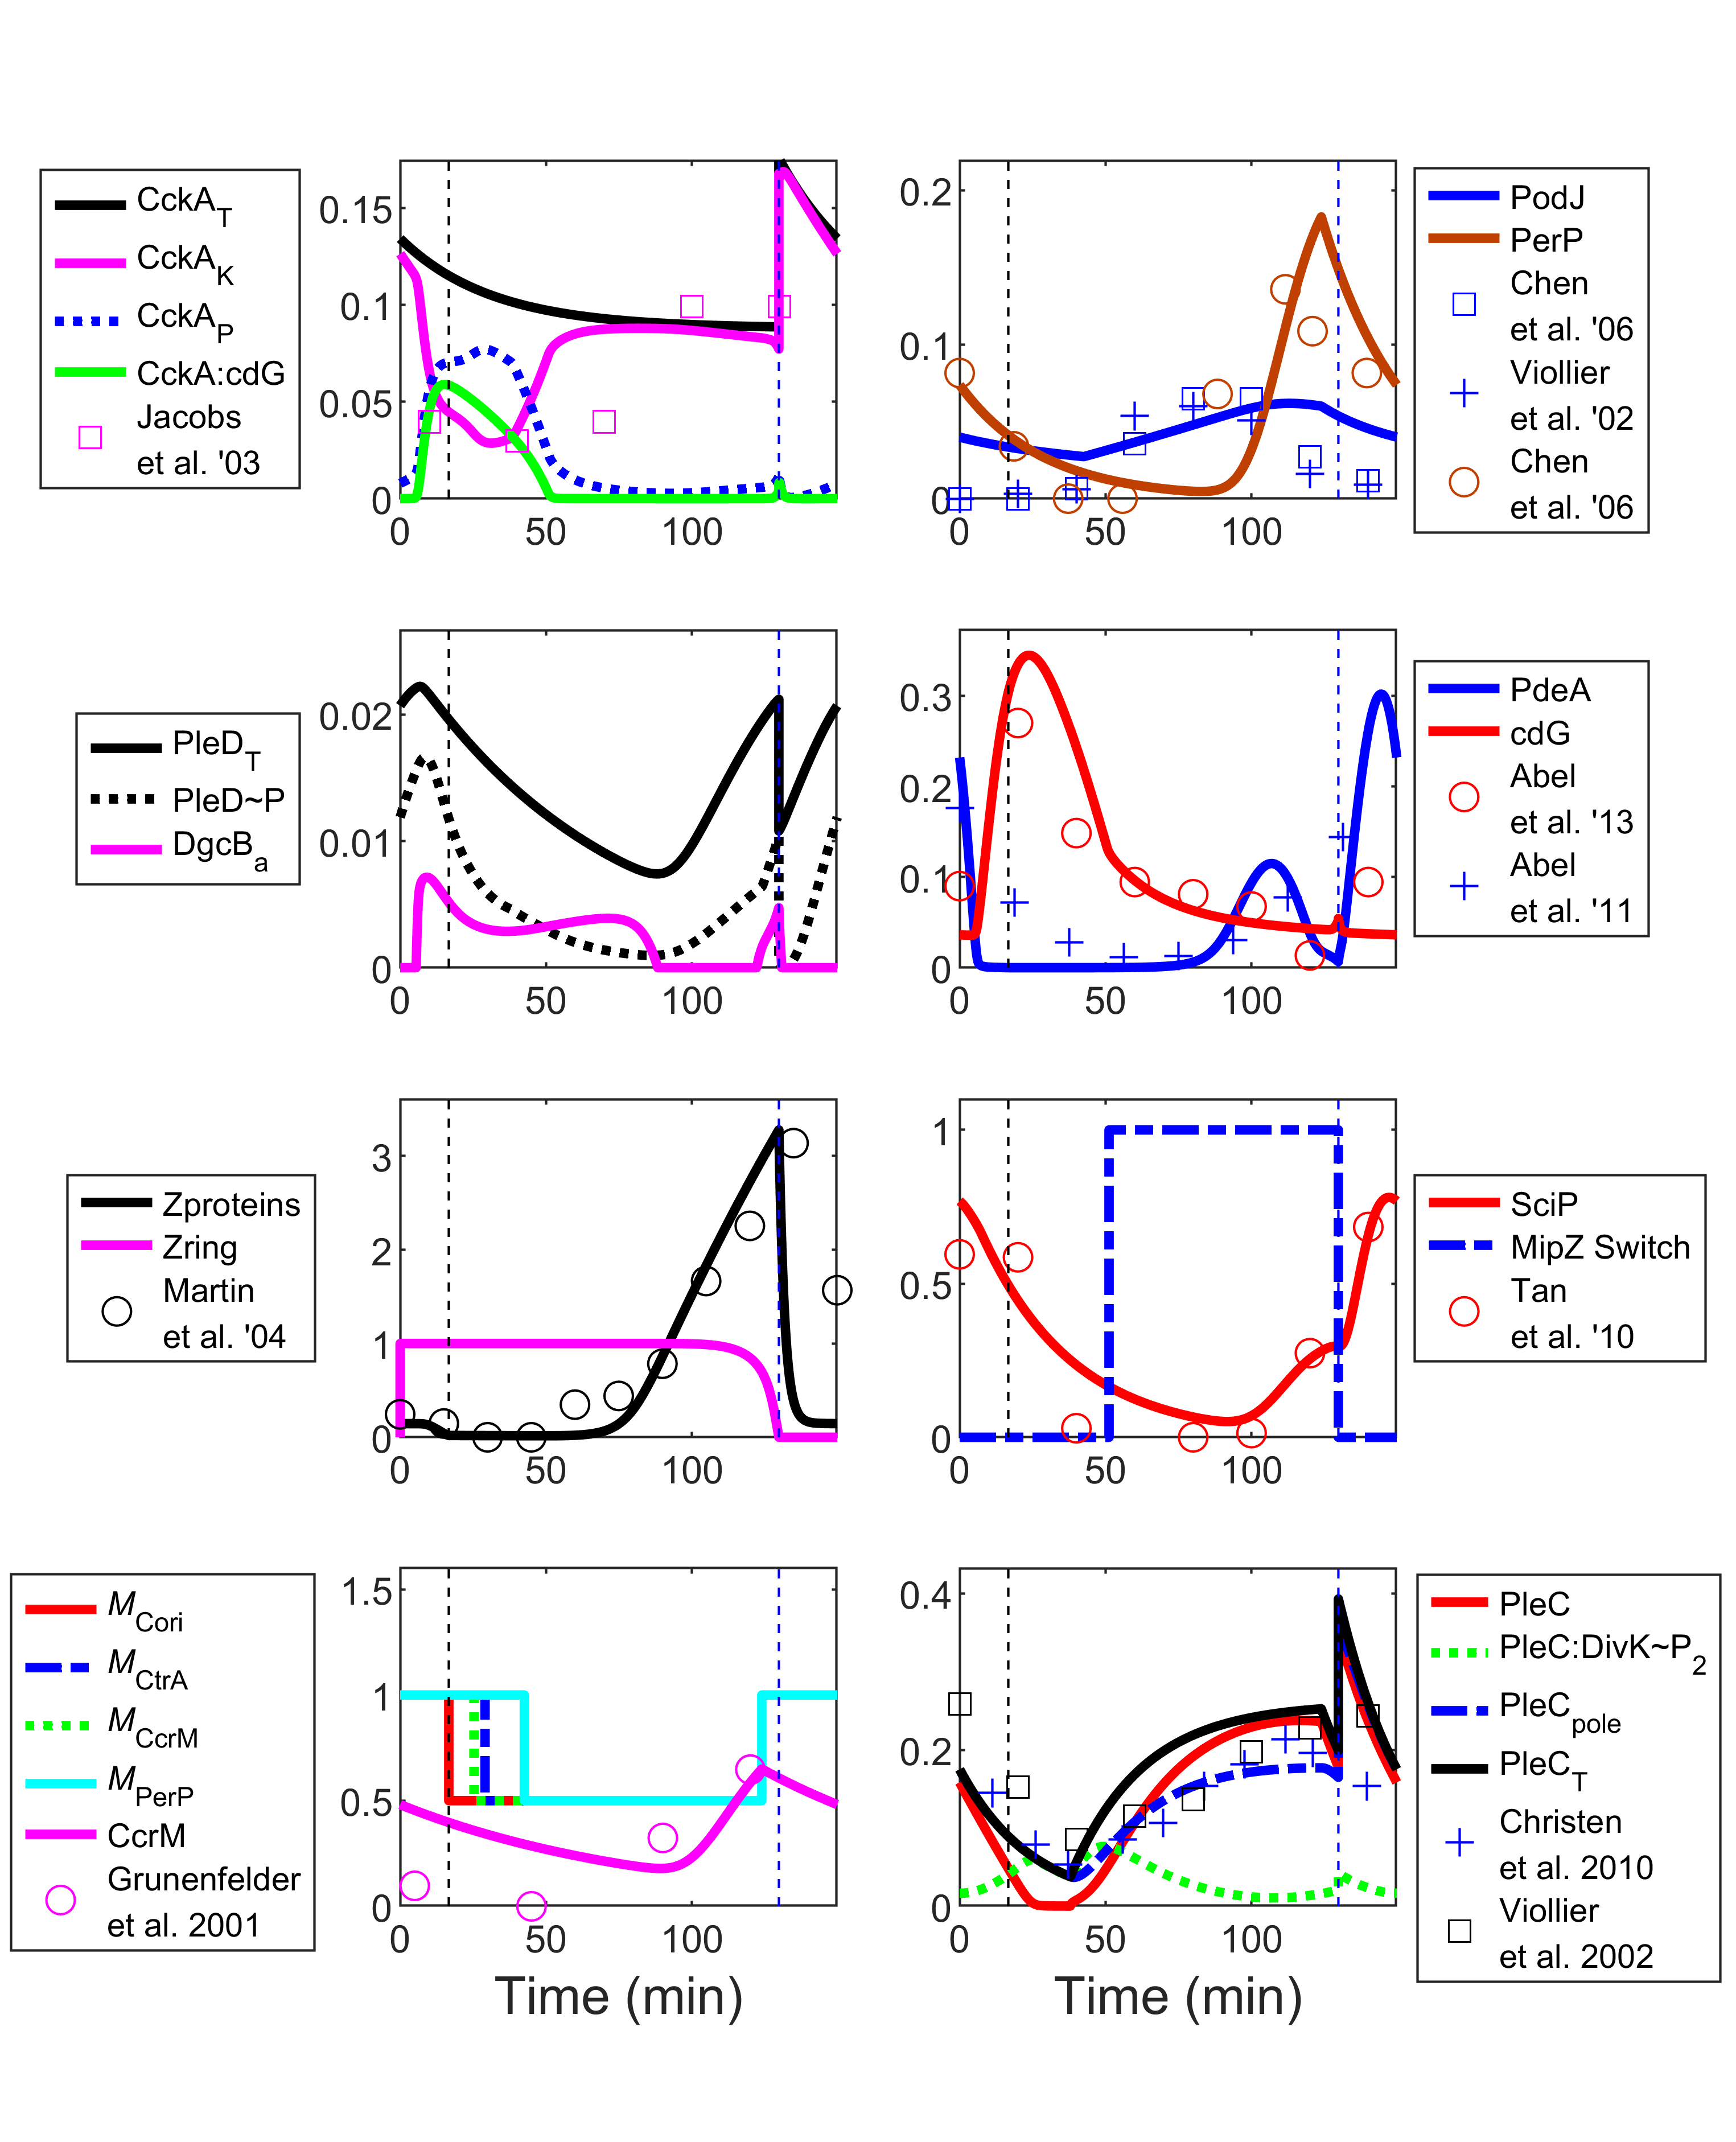 CckA_T
CckA_K
CckA_P
CckA:cdG
Jacobs
et al. '03
0.15
0.1
0.05
0
0 50 100
0.2
0.1
0
0 50 100
PodJ
PerP
Chen
et al. '06
Viollier
et al. '02
Chen
et al. '06
PleD_T
PleD~P
DgcB_a
0.02
0.01
0
0 50 100
0.3
0.2
0.1
0
0 50 100
PdeA
cdG
Abel
et al. '13
Abel
et al. '11
Zproteins
Zring
Martin
et al. '04
3
2
1
0
0 50 100
1
0.5
0
0 50 100
SciP
MipZ Switch
Tan
et al. '10
M_Cori
M_CtrA
M_CcrM
M_PerP
CcrM
Grunenfelder
et al. 2001
1.5
1
0.5
0
0 50 100
Time (min)
0.4
0.2
0
0 50 100
Time (min)
PleC
PleC:DivK~P_2
PleC_pole
PleC_T
Christen
et al. 2010
Viollier
et al. 2002